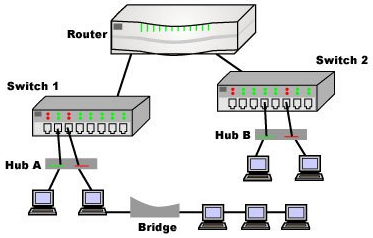 Router
Switch 2
Switch 1
Hub B
Hub A
Bridge